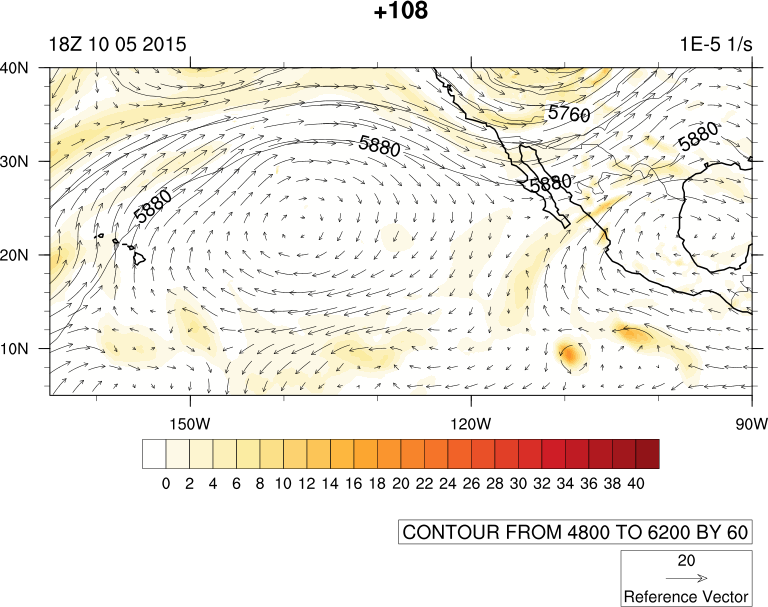 +108
18Z 10 05 2015 1E-5 1/s
40N
5760
5880
5880
30N
5880
5880
20N
10N
150W 120W 90W
0 2 4 6 8 10 12 14 16 18 20 22 24 26 28 30 32 34 36 38 40
CONTOUR FROM 4800 TO 6200 BY 60
20
Reference Vector